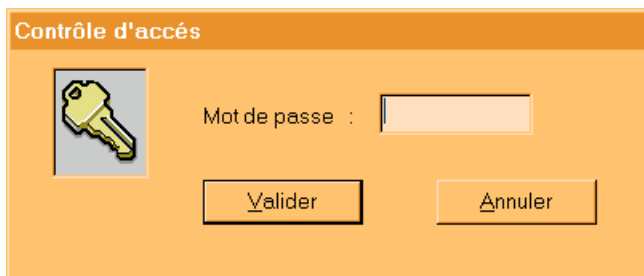 Contrôle d'accés
Mot de passe :
Valider
Annuler